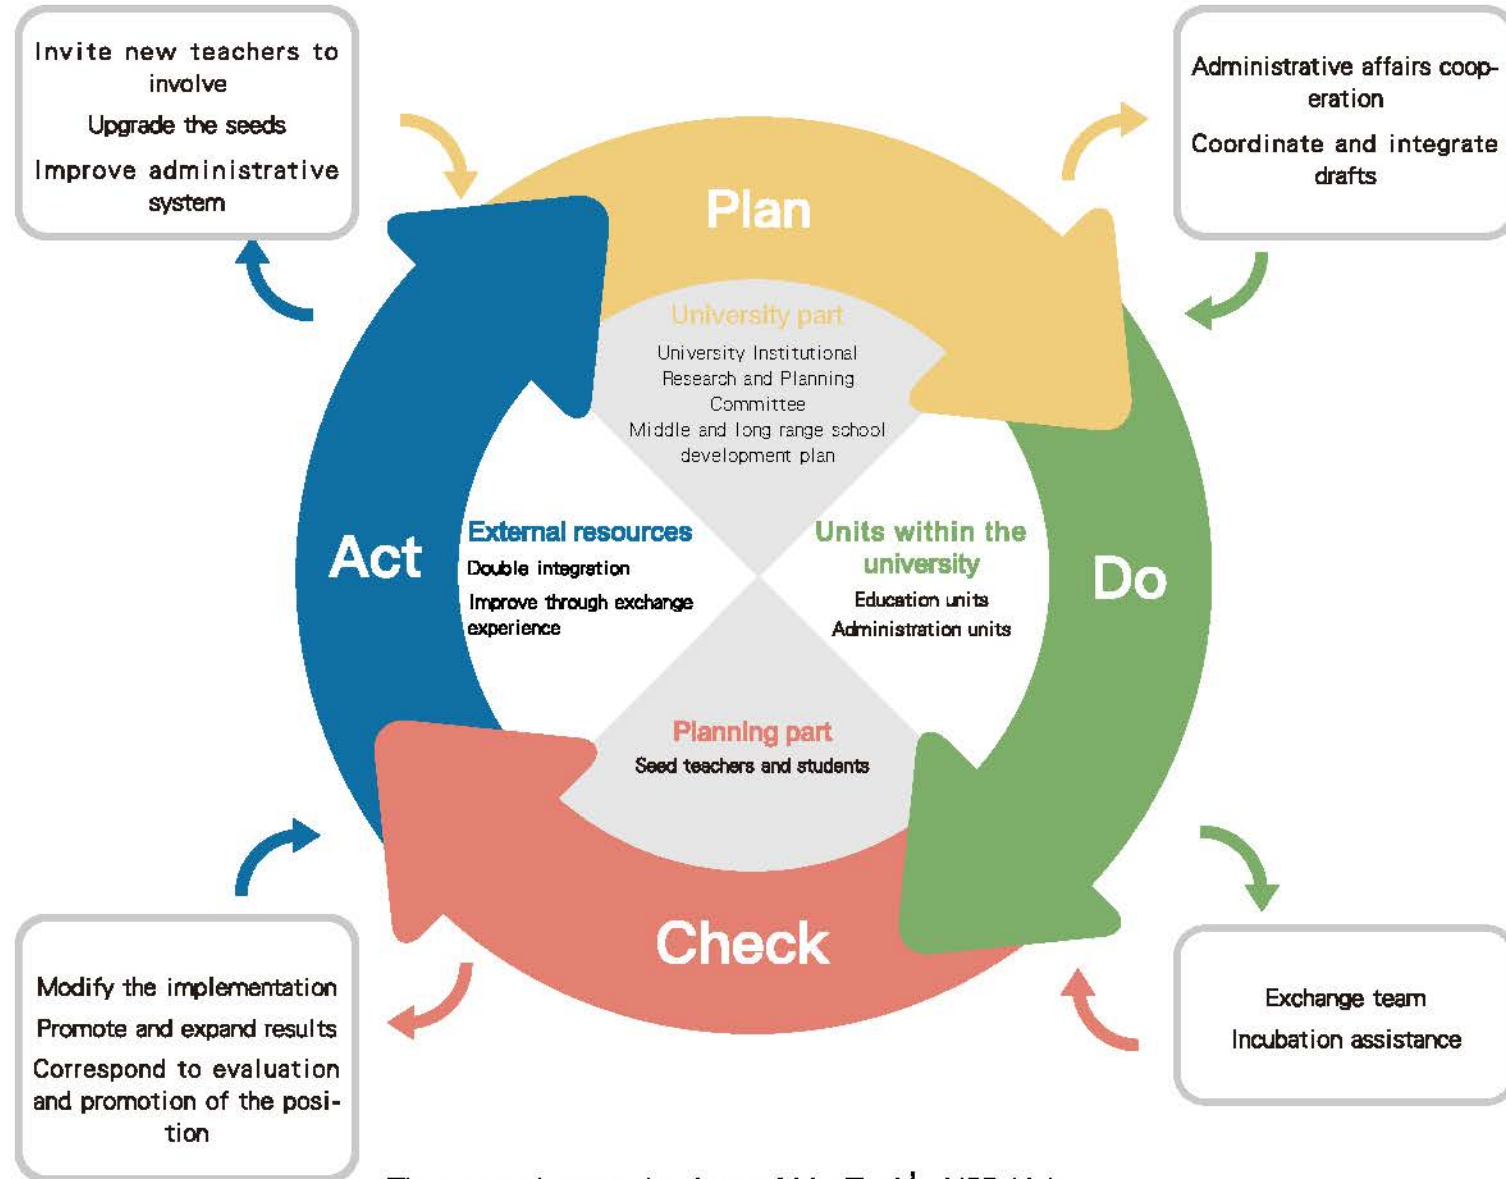 Invite new teachers to
involve
Upgrade the seeds
Improve administrative
system
Administrative affairs coop-
eration
Coordinate and integrate
drafts
Plan
University part
University Institutional
Research and Planning
Committee
Middle and long range school
development plan
Act
External resources
Double integration
Improve through exchange
experience
Units within the
university
Education units
Administration units
Do
Planning part
Seed teachers and students
Check
Modify the implementation
Promote and expand results
Correspond to evaluation
and promotion of the posi-
tion
Exchange team
Incubation assistance